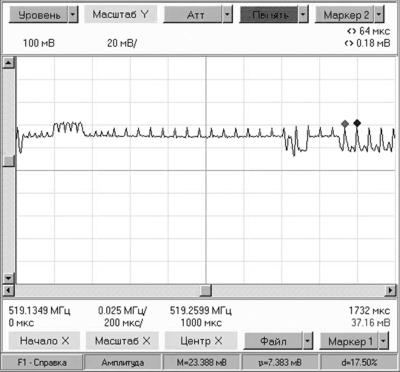 Уровень Масштаб Y Атт Память Маркер 2
‹› 64 мкс
100 мВ 20 мВ/ ‹› 0.18 мВ
519.1349 МГц 0.025 МГц/ 519.2599 МГц 1732 мкс
0 мкс 200 мкс/ 1000 мкс 37.16 мВ
Начало X Масштаб X Центр X Файл Маркер 1
F1 - Справка Амплитуда М=23.388 мВ υ=7.383 мВ d=17.50%